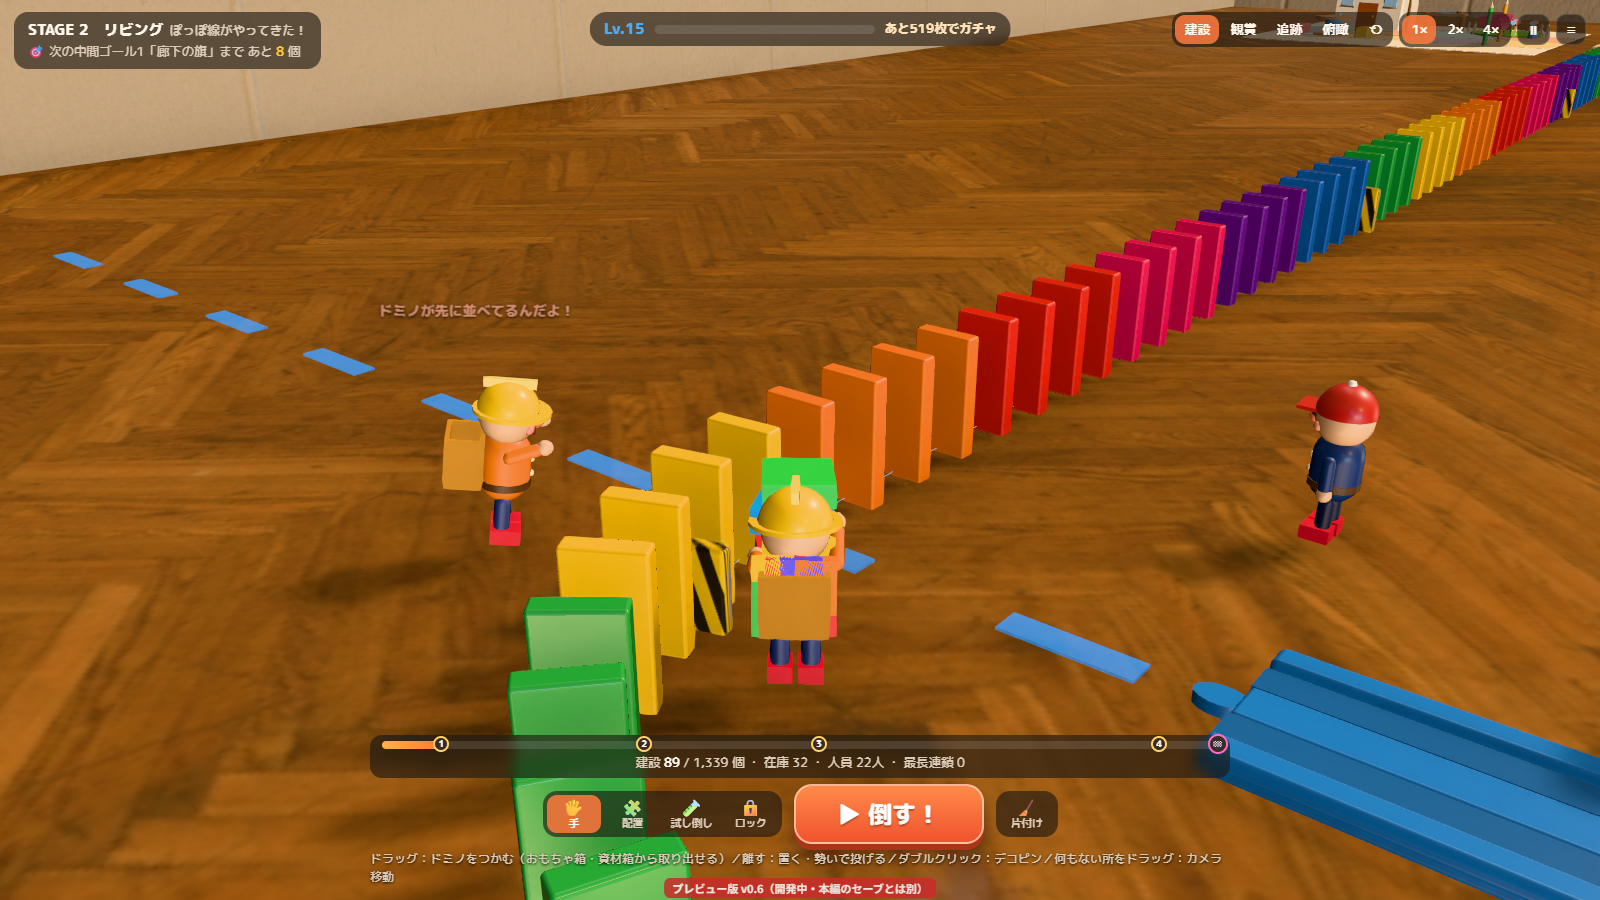 STAGE 2 リビング ぽっぽ線がやってきた！
🎯 次の中間ゴール1「廊下の旗」まで あと 8 個
Lv.15 あと519枚でガチャ
建設 観賞 追跡 俯瞰 1× 2× 4× ⏸ ≡
ドミノが先に並べてるんだよ！
1 2 3 4
建設 89 / 1,339 個 ・ 在庫 32 ・ 人員 22人 ・ 最長連鎖 0
手 配置 試し倒し ロック ▶ 倒す！ 片付け
ドラッグ：ドミノをつかむ（おもちゃ箱・資材箱から取り出せる）／離す：置く・勢いで投げる／ダブルクリック：デコピン／何もない所をドラッグ：カメラ
移動
プレビュー版 v0.6（開発中・本編のセーブとは別）